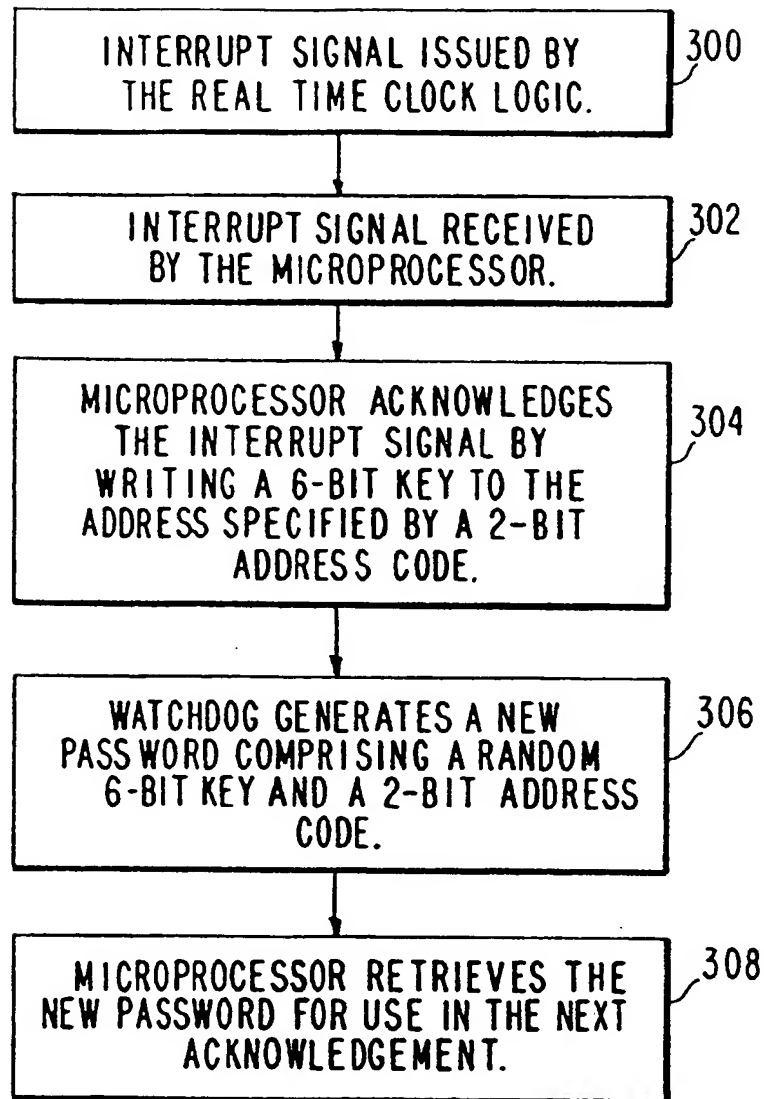 INTERRUPT SIGNAL ISSUED BY
THE REAL TIME CLOCK LOGIC.
300
INTERRUPT SIGNAL RECEIVED
BY THE MICROPROCESSOR.
302
MICROPROCESSOR ACKNOWLEDGES
THE INTERRUPT SIGNAL BY
WRITING A 6-BIT KEY TO THE
ADDRESS SPECIFIED BY A 2-BIT
ADDRESS CODE.
304
WATCHDOG GENERATES A NEW
PASSWORD COMPRISING A RANDOM
6-BIT KEY AND A 2-BIT ADDRESS
CODE.
306
MICROPROCESSOR RETRIEVES THE
NEW PASSWORD FOR USE IN THE NEXT
ACKNOWLEDGEMENT.
308